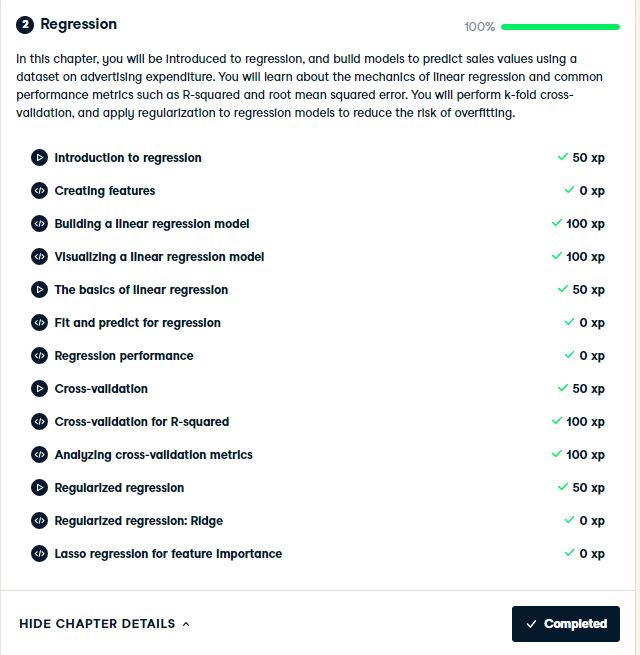 2 Regression
100%
In this chapter, you will be introduced to regression, and build models to predict sales values using a
dataset on advertising expenditure. You will learn about the mechanics of linear regression and common
performance metrics such as R-squared and root mean squared error. You will perform k-fold cross-
validation, and apply regularization to regression models to reduce the risk of overfitting.
Introduction to regression 50 xp
Creating features 0 xp
Building a linear regression model 100 xp
Visualizing a linear regression model 100 xp
The basics of linear regression 50 xp
Fit and predict for regression 0 xp
Regression performance 0 xp
Cross-validation 50 xp
Cross-validation for R-squared 100 xp
Analyzing cross-validation metrics 100 xp
Regularized regression 50 xp
Regularized regression: Ridge 0 xp
Lasso regression for feature importance 0 xp
HIDE CHAPTER DETAILS
Completed